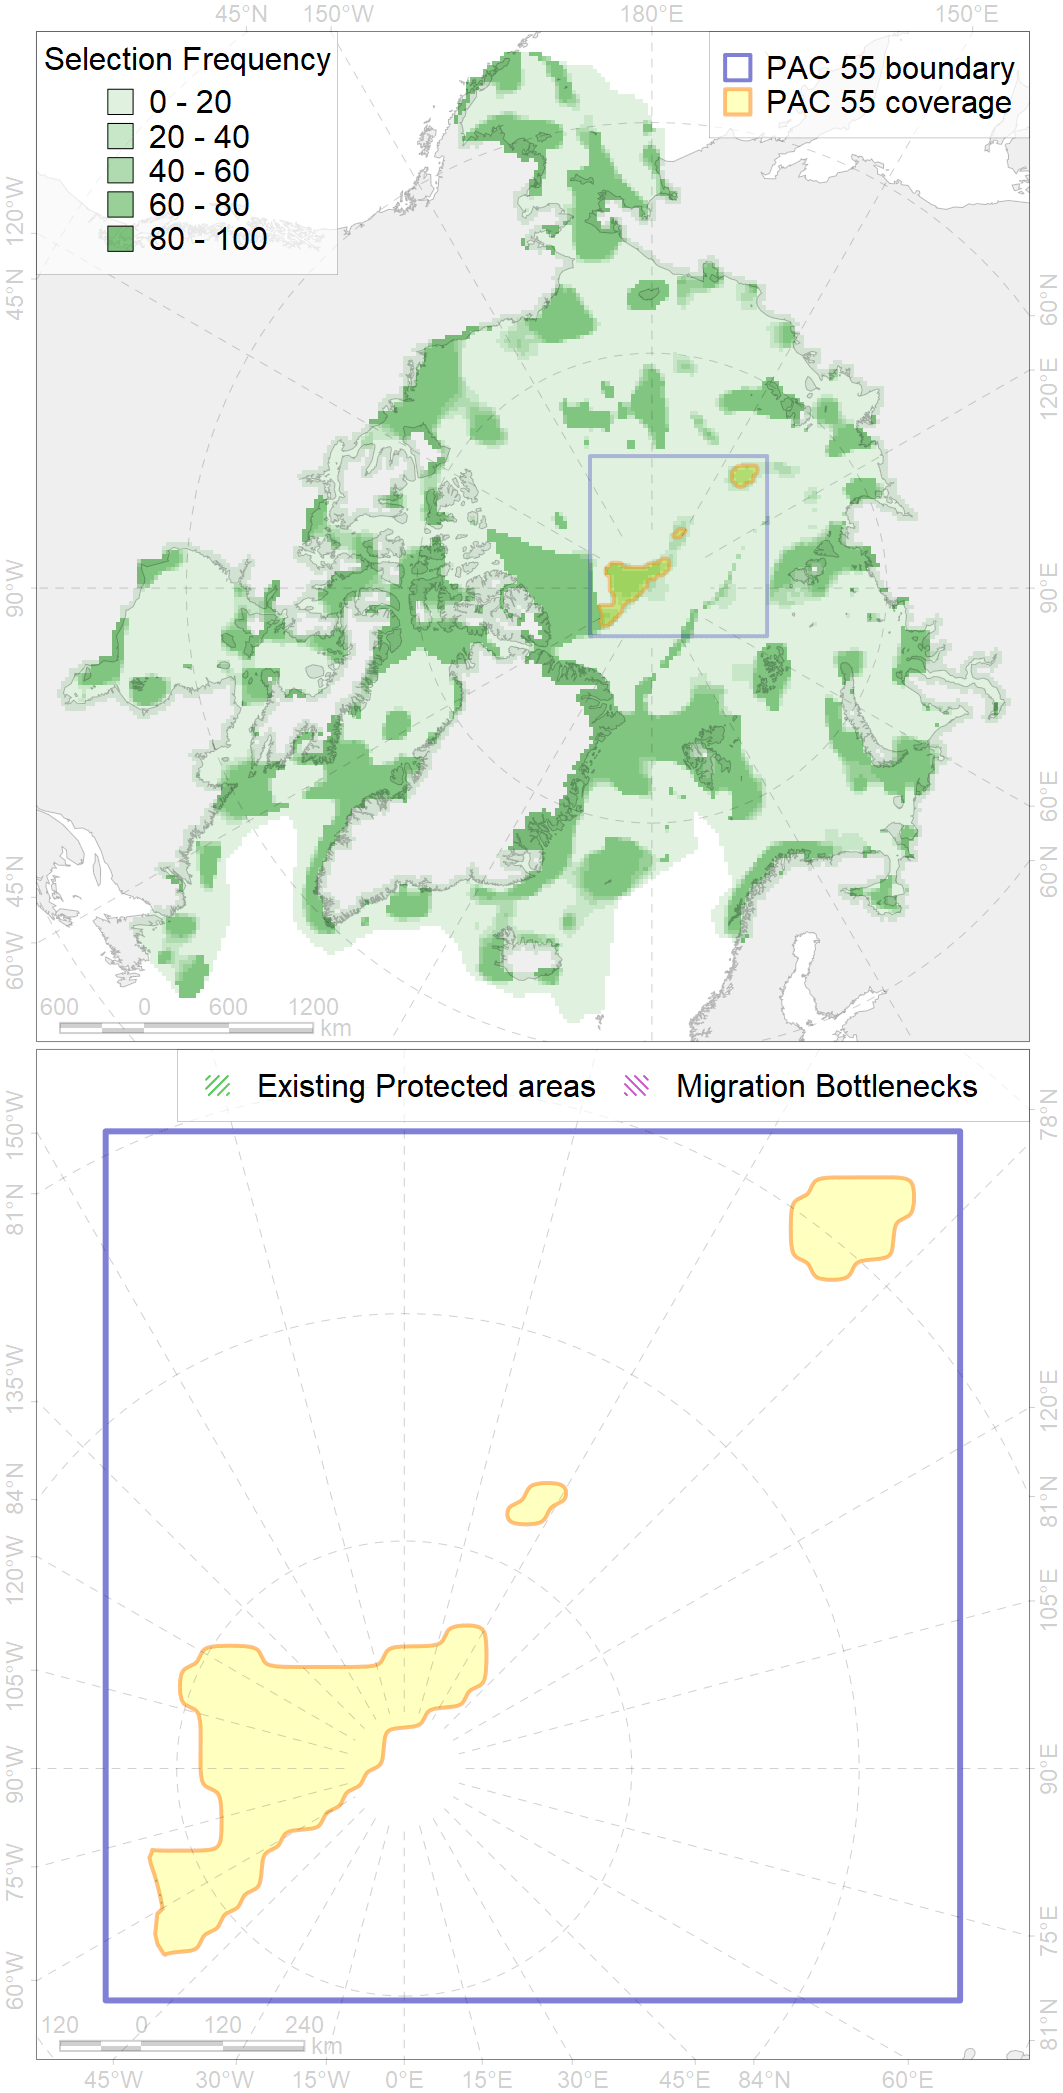 45°N 150°W 180°E 150°E
Selection Frequency
0 - 20
20 - 40
40 - 60
60 - 80
80 - 100
PAC 55 boundary
PAC 55 coverage
120°W
45°N
90°W
45°N
60°W
60°N
120°E
90°E
60°E
60°N
600 0 600 1200
km
Existing Protected areas Migration Bottlenecks
150°W
81°N
135°W
84°N
120°W
105°W
90°W
75°W
60°W
78°N
120°E
81°N
105°E
90°E
75°E
81°N
120 0 120 240
km
45°W 30°W 15°W 0°E 15°E 30°E 45°E 84°N 60°E